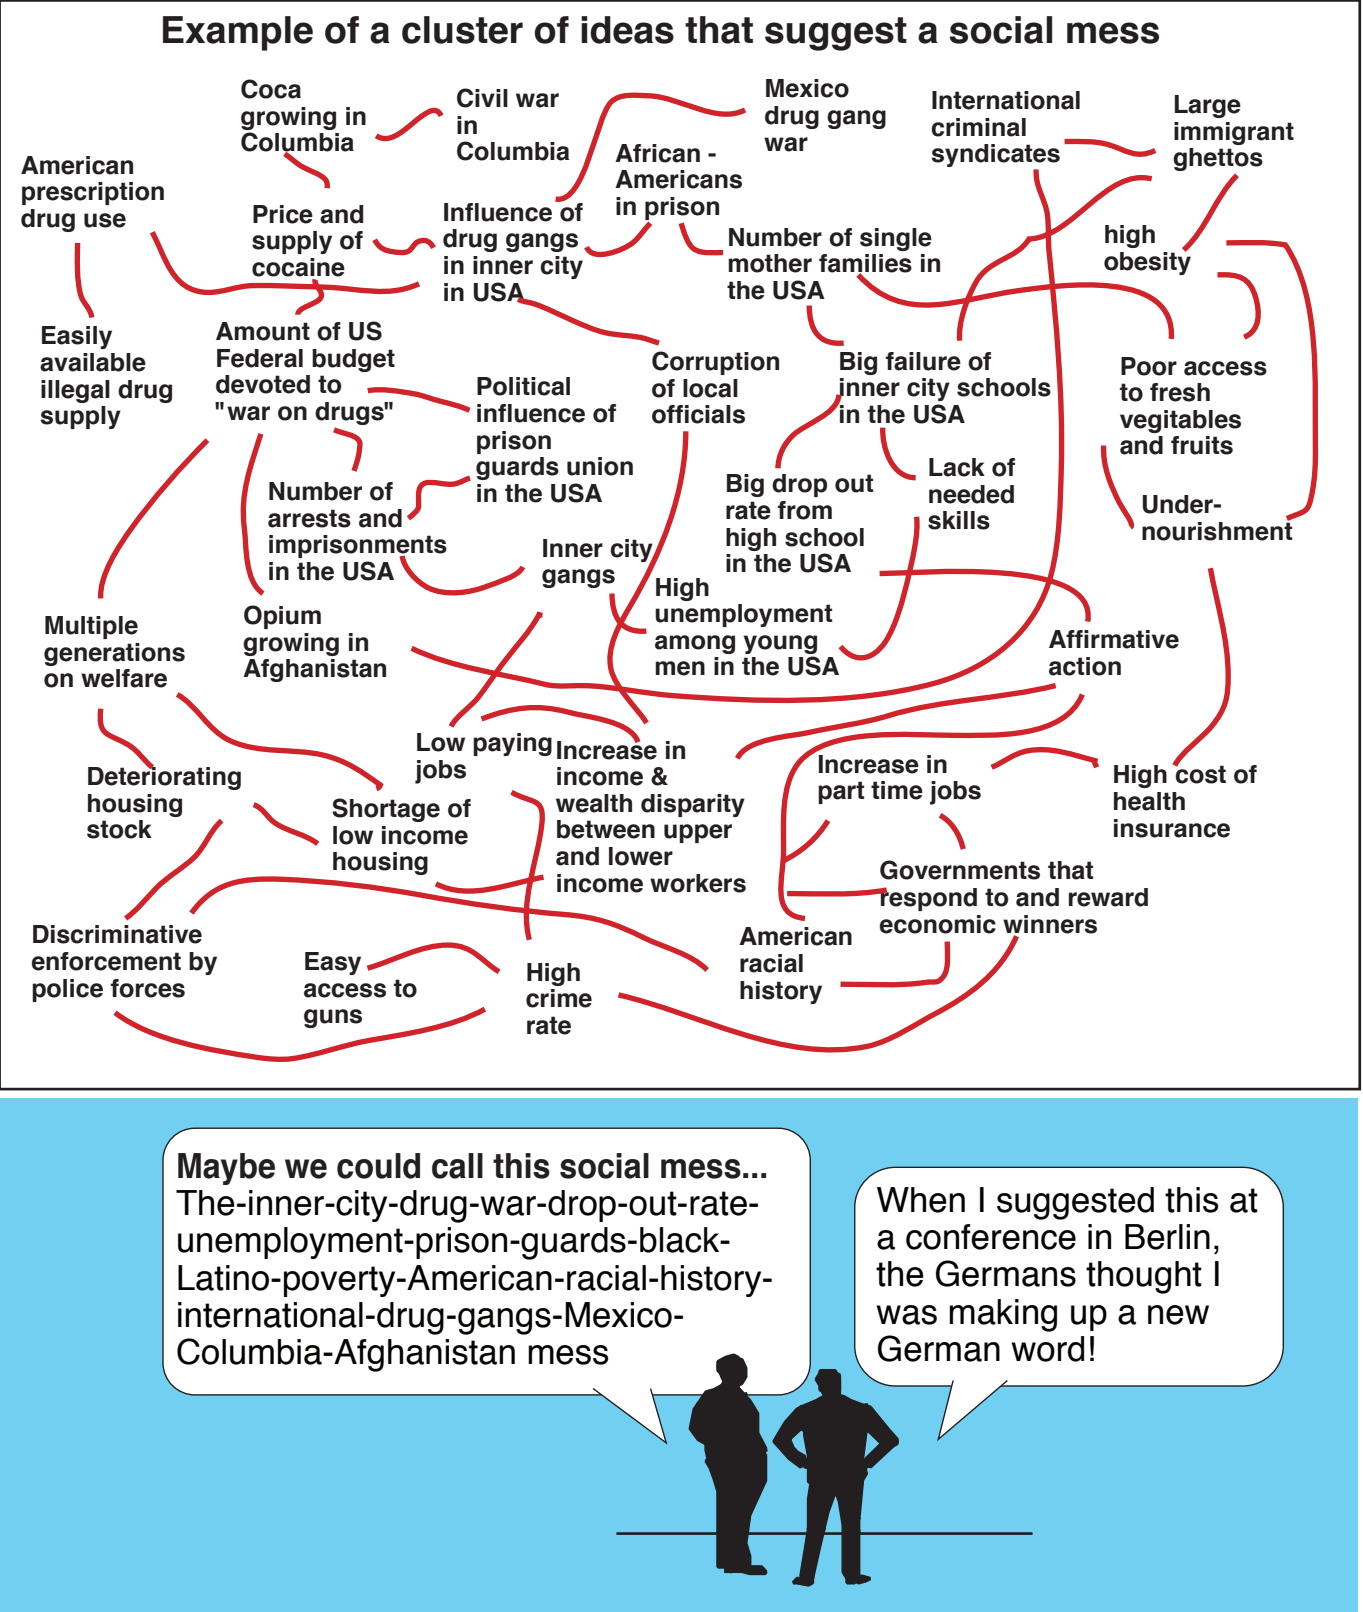 Example of a cluster of ideas that suggest a social mess
Coca
growing in
Columbia
Civil war
in
Columbia
Mexico
drug gang
war
International
criminal
syndicates
Large
immigrant
ghettos
American
prescription
drug use
African -
Americans
in prison
Price and
supply of
cocaine
Influence of
drug gangs
in inner city
in USA
Number of single
mother families in
the USA
high
obesity
Easily
available
illegal drug
supply
Amount of US
Federal budget
devoted to
"war on drugs"
Political
influence of
prison
guards union
in the USA
Corruption
of local
officials
Big failure of
inner city schools
in the USA
Poor access
to fresh
vegitables
and fruits
Number of
arrests and
imprisonments
in the USA
Big drop out
rate from
high school
in the USA
Lack of
needed
skills
Under-
nourishment
Inner city
gangs
High
unemployment
among young
men in the USA
Multiple
generations
on welfare
Opium
growing in
Afghanistan
Affirmative
action
Low paying
jobs
Increase in
income &
wealth disparity
between upper
and lower
income workers
Increase in
part time jobs
High cost of
health
insurance
Deteriorating
housing
stock
Shortage of
low income
housing
Governments that
respond to and reward
economic winners
Discriminative
enforcement by
police forces
Easy
access to
guns
High
crime
rate
American
racial
history
Maybe we could call this social mess...
The-inner-city-drug-war-drop-out-rate-
unemployment-prison-guards-black-
Latino-poverty-American-racial-history-
international-drug-gangs-Mexico-
Columbia-Afghanistan mess
When I suggested this at
a conference in Berlin,
the Germans thought I
was making up a new
German word!